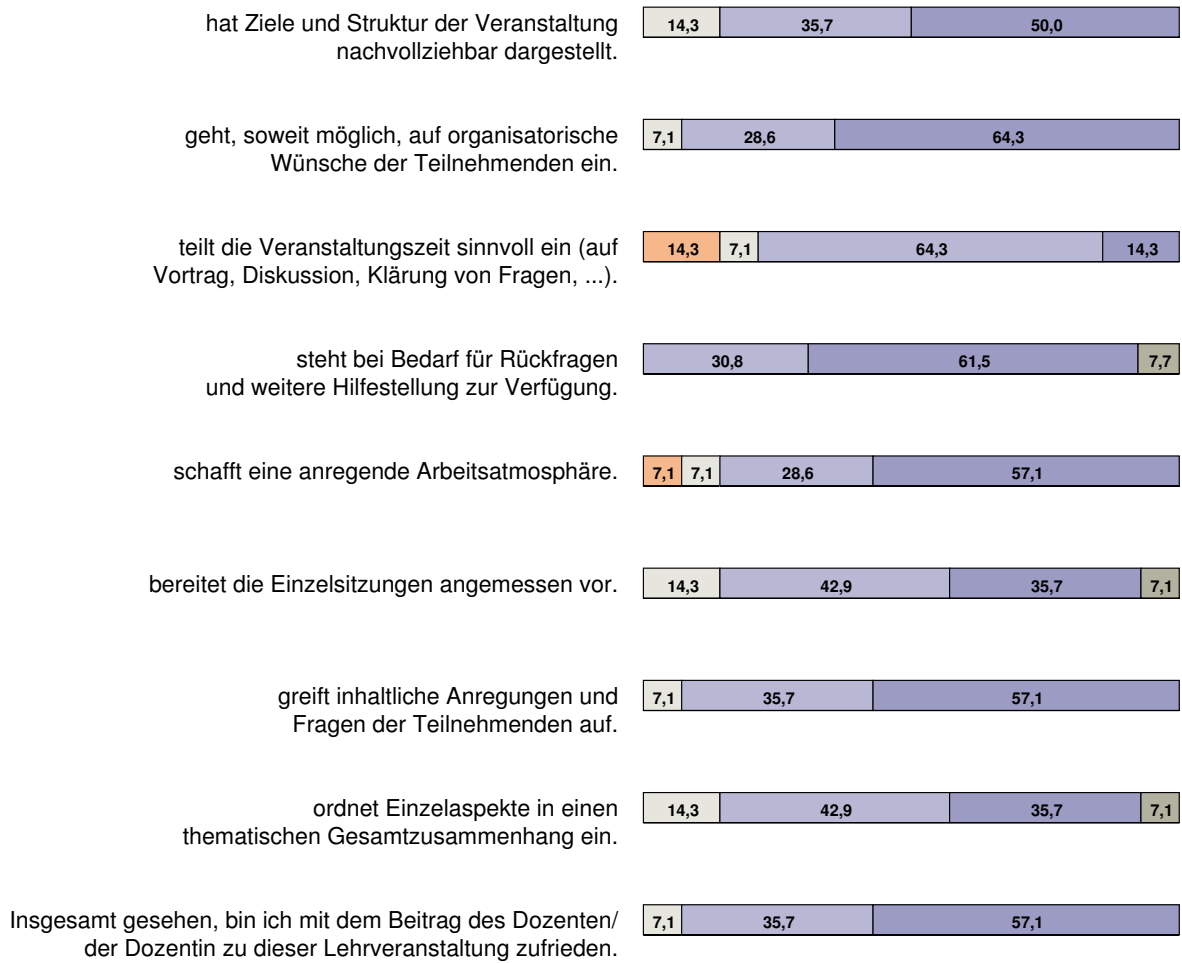 hat Ziele und Struktur der Veranstaltung
nachvollziehbar dargestellt.
14,3 35,7 50,0
geht, soweit möglich, auf organisatorische
Wünsche der Teilnehmenden ein.
7,1 28,6 64,3
teilt die Veranstaltungszeit sinnvoll ein (auf
Vortrag, Diskussion, Klärung von Fragen, ...).
14,3 7,1 64,3 14,3
steht bei Bedarf für Rückfragen
und weitere Hilfestellung zur Verfügung.
30,8 61,5 7,7
schafft eine anregende Arbeitsatmosphäre.
7,1 7,1 28,6 57,1
bereitet die Einzelsitzungen angemessen vor.
14,3 42,9 35,7 7,1
greift inhaltliche Anregungen und
Fragen der Teilnehmenden auf.
7,1 35,7 57,1
ordnet Einzelaspekte in einen
thematischen Gesamtzusammenhang ein.
14,3 42,9 35,7 7,1
Insgesamt gesehen, bin ich mit dem Beitrag des Dozenten/
der Dozentin zu dieser Lehrveranstaltung zufrieden.
7,1 35,7 57,1